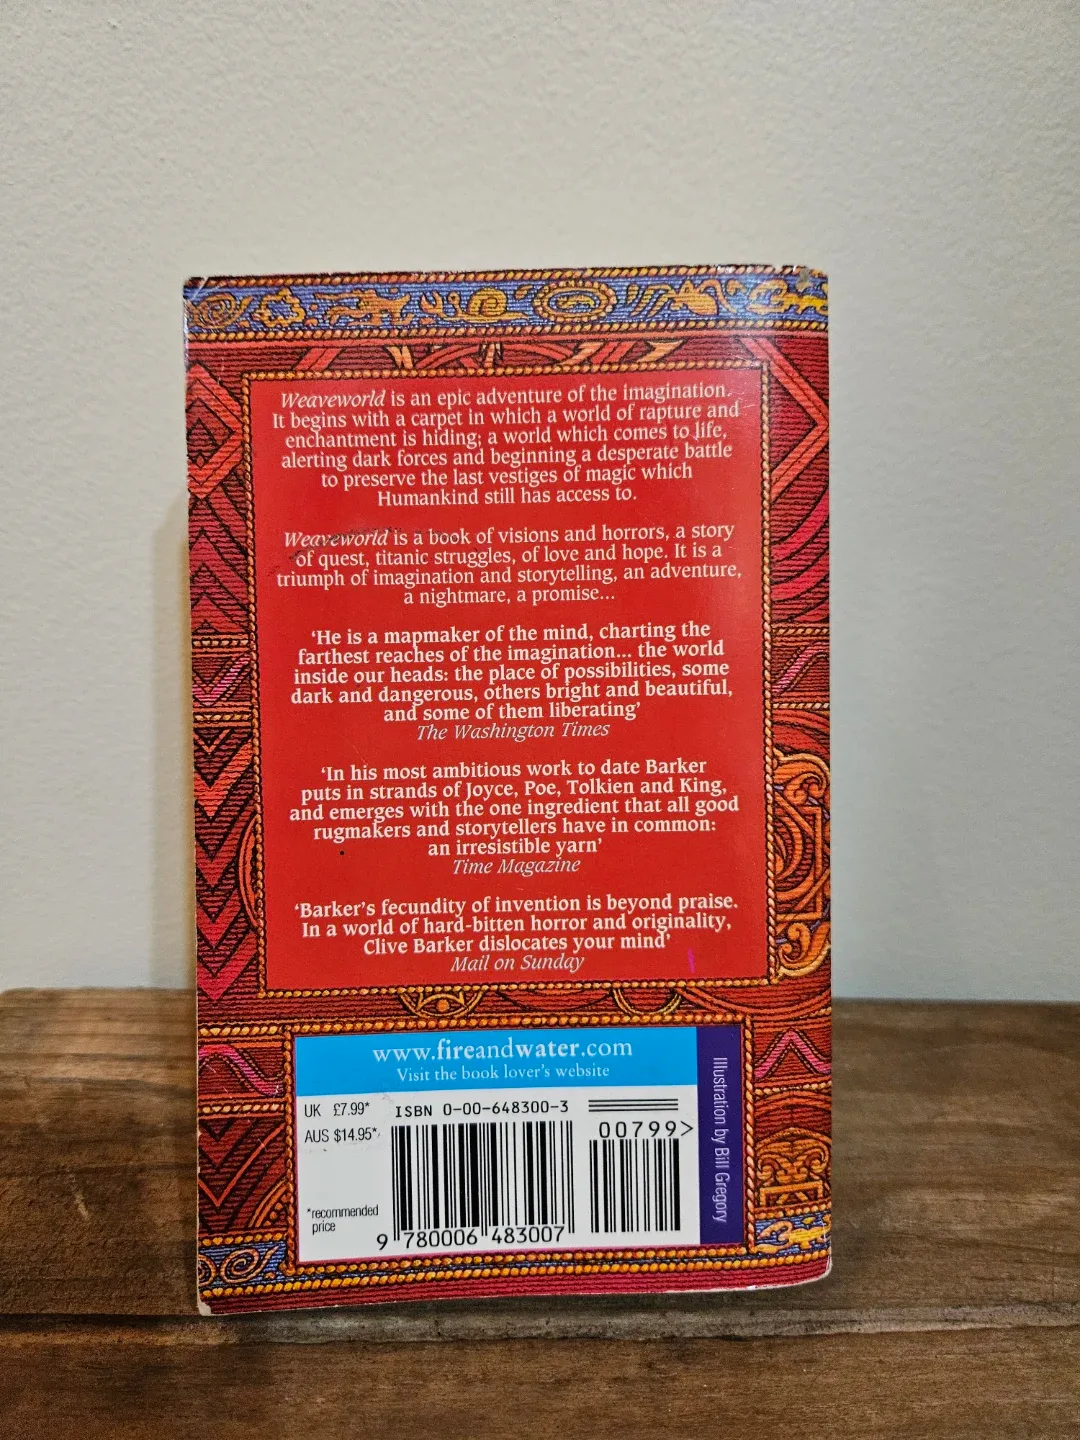 Weaveworld is an epic adventure of the imagination.
It begins with a carpet in which a world of rapture and
enchantment is hiding; a world which comes to life,
alerting dark forces and beginning a desperate battle
to preserve the last vestiges of magic which
Humankind still has access to.
Weaveworld is a book of visions and horrors, a story
of quest, titanic struggles, of love and hope. It is a
triumph of imagination and storytelling, an adventure,
a nightmare, a promise...
‘He is a mapmaker of the mind, charting the
farthest reaches of the imagination... the world
inside our heads: the place of possibilities, some
dark and dangerous, others bright and beautiful,
and some of them liberating’
The Washington Times
‘In his most ambitious work to date Barker
puts in strands of Joyce, Poe, Tolkien and King,
and emerges with the one ingredient that all good
rugmakers and storytellers have in common:
an irresistible yarn’
Time Magazine
‘Barker’s fecundity of invention is beyond praise.
In a world of hard-bitten horror and originality,
Clive Barker dislocates your mind’
Mail on Sunday
www.fireandwater.com
Visit the book lover’s website
UK £7.99*
AUS $14.95*
*recommended
price
ISBN 0-00-648300-3
00799>
9 780006 483007
Illustration by Bill Gregory